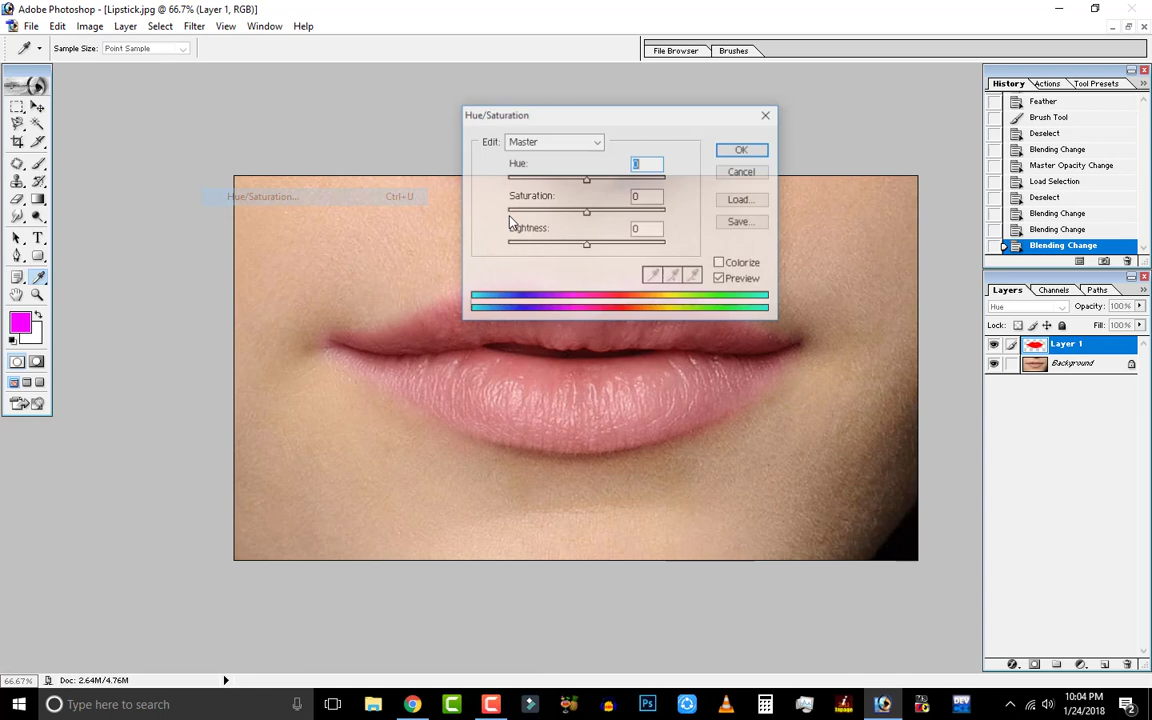 Adobe Photoshop - [Lipstick.jpg @ 66.7% (Layer 1, RGB)]
File Edit Image Layer Select Filter View Window Help
Sample Size: Point Sample
File Browser Brushes
Hue/Saturation
Edit: Master
Hue: 0
Saturation: 0
Lightness: 0
OK
Cancel
Load...
Save...
Colorize
Preview
Hue/Saturation... Ctrl+U
History Actions Tool Presets
Feather
Brush Tool
Deselect
Blending Change
Master Opacity Change
Load Selection
Deselect
Blending Change
Blending Change
Blending Change
Layers Channels Paths
Hue Opacity: 100%
Lock: Fill: 100%
Layer 1
Background
66.67% Doc: 2.64M/4.76M
Type here to search
10:04 PM
1/24/2018